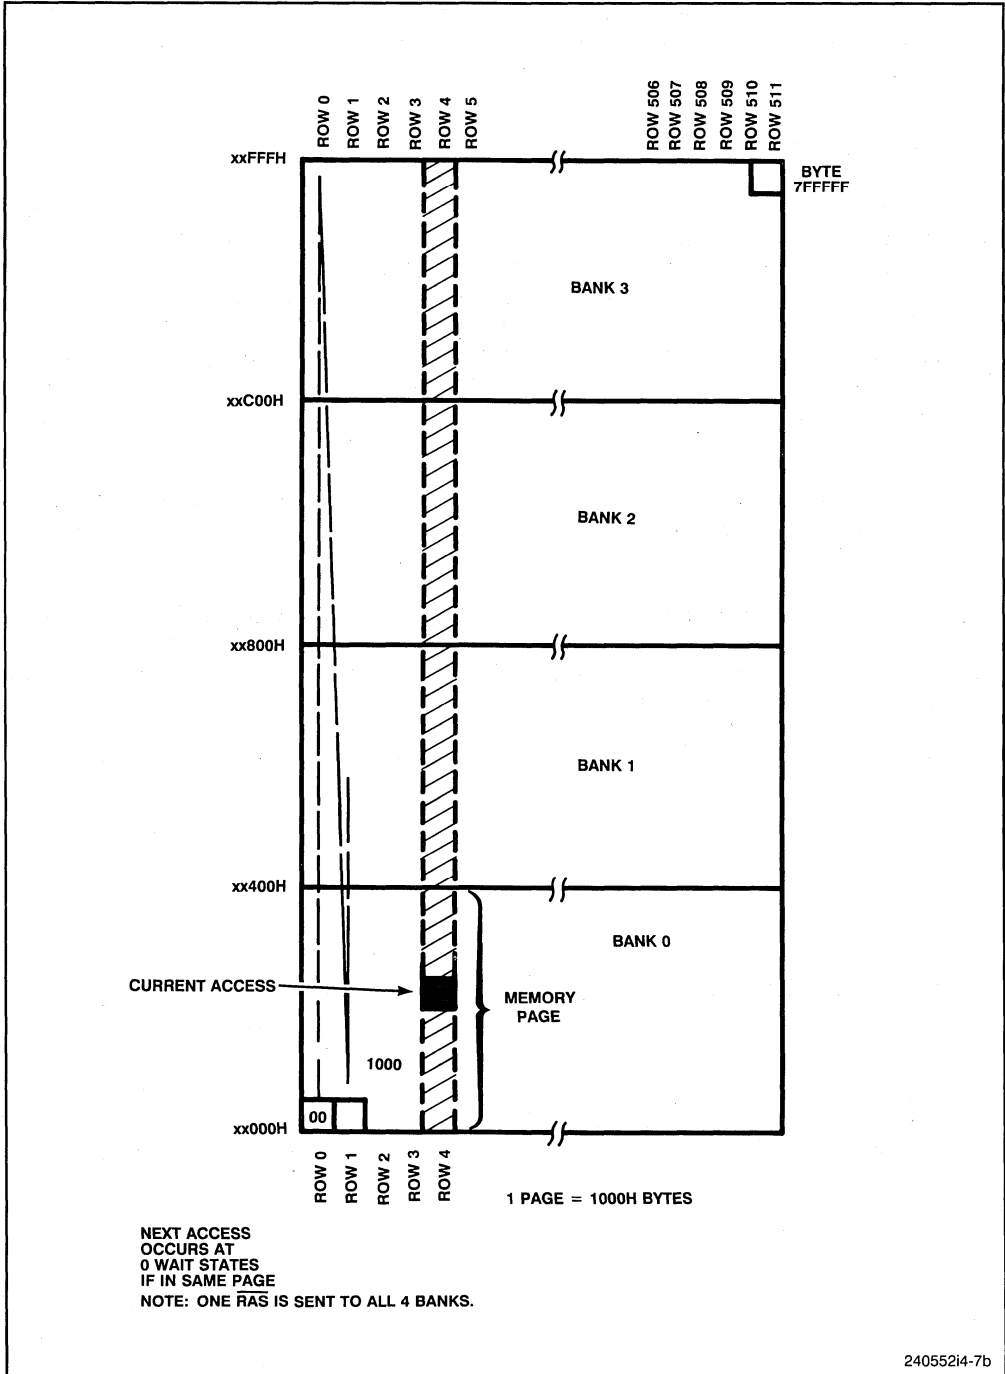 ROW 0
ROW 1
ROW 2
ROW 3
ROW 4
ROW 5
ROW 506
ROW 507
ROW 508
ROW 509
ROW 510
ROW 511
xxFFFH
BYTE
7FFFFF
BANK 3
xxC00H
BANK 2
xx800H
BANK 1
xx400H
BANK 0
CURRENT ACCESS
MEMORY
PAGE
1000
00
xx000H
ROW 0
ROW 1
ROW 2
ROW 3
ROW 4
1 PAGE = 1000H BYTES
NEXT ACCESS
OCCURS AT
0 WAIT STATES
IF IN SAME PAGE
NOTE: ONE RAS IS SENT TO ALL 4 BANKS.
240552i4-7b